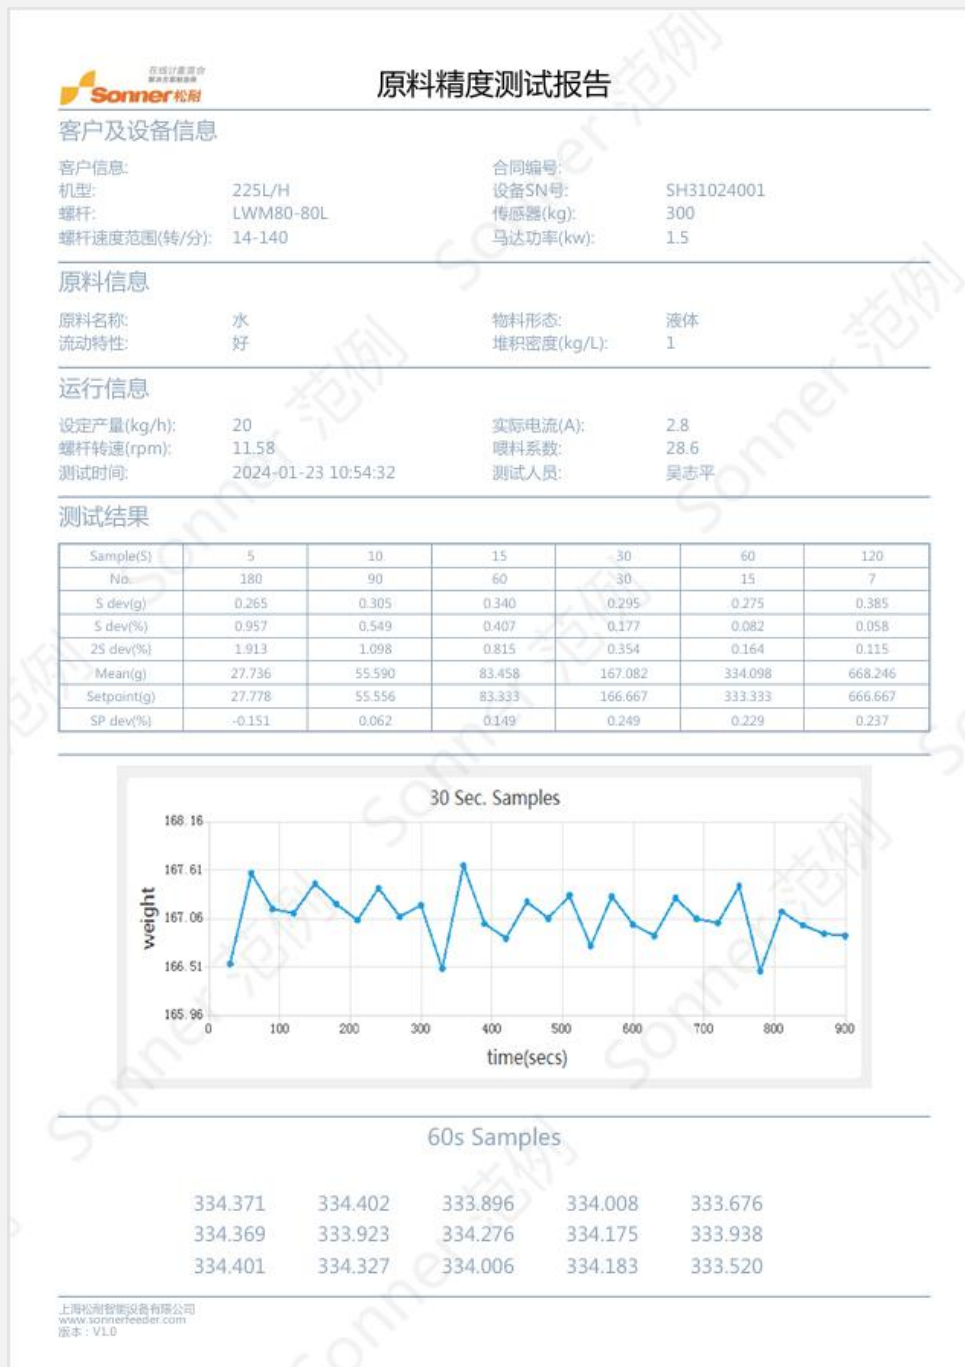 在线计量混合
解决方案制造商
Sonner松耐
原料精度测试报告
客户及设备信息
客户信息: 合同编号:
机型: 225L/H 设备SN号: SH31024001
螺杆: LWM80-80L 传感器(kg): 300
螺杆速度范围(转/分): 14-140 马达功率(kw): 1.5
原料信息
原料名称: 水 物料形态: 液体
流动特性: 好 堆积密度(kg/L): 1
运行信息
设定产量(kg/h): 20 实际电流(A): 2.8
螺杆转速(rpm): 11.58 喂料系数: 28.6
测试时间: 2024-01-23 10:54:32 测试人员: 吴志平
测试结果
Sample(S) 5 10 15 30 60 120
No. 180 90 60 30 15 7
S dev(g) 0.265 0.305 0.340 0.295 0.275 0.385
S dev(%) 0.957 0.549 0.407 0.177 0.082 0.058
2S dev(%) 1.913 1.098 0.815 0.354 0.164 0.115
Mean(g) 27.736 55.590 83.458 167.082 334.098 668.246
Setpoint(g) 27.778 55.556 83.333 166.667 333.333 666.667
SP dev(%) -0.151 0.062 0.149 0.249 0.229 0.237
30 Sec. Samples
168.16
167.61
167.06
166.51
165.96
weight
0 100 200 300 400 500 600 700 800 900
time(secs)
60s Samples
334.371 334.402 333.896 334.008 333.676
334.369 333.923 334.276 334.175 333.938
334.401 334.327 334.006 334.183 333.520
上海松耐智能设备有限公司
www.sonnerfeeder.com
版本：V1.0
Sonner 范例